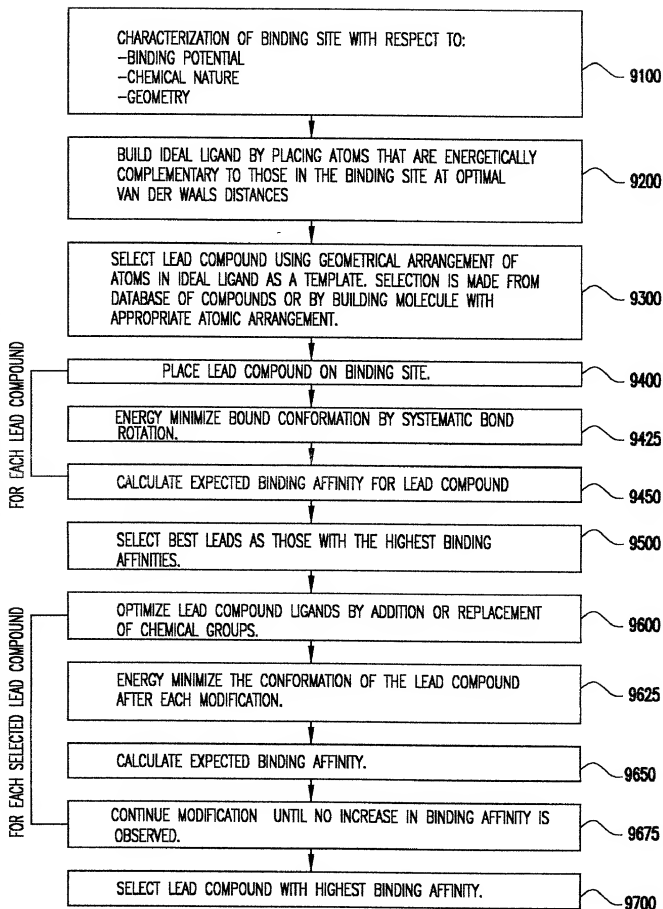 CHARACTERIZATION OF BINDING SITE WITH RESPECT TO:
-BINDING POTENTIAL
-CHEMICAL NATURE
-GEOMETRY
9100
BUILD IDEAL LIGAND BY PLACING ATOMS THAT ARE ENERGETICALLY
COMPLEMENTARY TO THOSE IN THE BINDING SITE AT OPTIMAL
VAN DER WAALS DISTANCES
9200
SELECT LEAD COMPOUND USING GEOMETRICAL ARRANGEMENT OF
ATOMS IN IDEAL LIGAND AS A TEMPLATE. SELECTION IS MADE FROM
DATABASE OF COMPOUNDS OR BY BUILDING MOLECULE WITH
APPROPRIATE ATOMIC ARRANGEMENT.
9300
FOR EACH LEAD COMPOUND
PLACE LEAD COMPOUND ON BINDING SITE.
9400
ENERGY MINIMIZE BOUND CONFORMATION BY SYSTEMATIC BOND
ROTATION.
9425
CALCULATE EXPECTED BINDING AFFINITY FOR LEAD COMPOUND
9450
SELECT BEST LEADS AS THOSE WITH THE HIGHEST BINDING
AFFINITIES.
9500
FOR EACH SELECTED LEAD COMPOUND
OPTIMIZE LEAD COMPOUND LIGANDS BY ADDITION OR REPLACEMENT
OF CHEMICAL GROUPS.
9600
ENERGY MINIMIZE THE CONFORMATION OF THE LEAD COMPOUND
AFTER EACH MODIFICATION.
9625
CALCULATE EXPECTED BINDING AFFINITY.
9650
CONTINUE MODIFICATION UNTIL NO INCREASE IN BINDING AFFINITY IS
OBSERVED.
9675
SELECT LEAD COMPOUND WITH HIGHEST BINDING AFFINITY.
9700